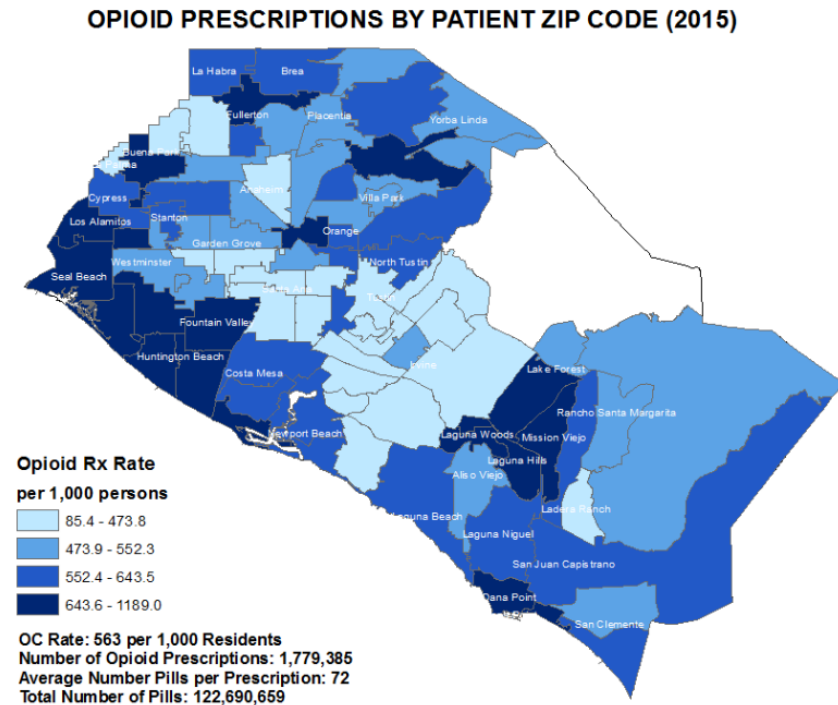 OPIOID PRESCRIPTIONS BY PATIENT ZIP CODE (2015)
La Habra
Brea
Fullerton
Placentia
Yorba Linda
Buena Park
La Palma
Anaheim
Cypress
Villa Park
Los Alamitos
Stanton
Orange
Garden Grove
Westminster
North Tustin
Seal Beach
Santa Ana
Tustin
Fountain Valley
Huntington Beach
Irvine
Costa Mesa
Lake Forest
Rancho Santa Margarita
Newport Beach
Laguna Woods
Mission Viejo
Laguna Hills
Aliso Viejo
Ladera Ranch
Laguna Beach
Laguna Niguel
San Juan Capistrano
Dana Point
San Clemente
Opioid Rx Rate
per 1,000 persons
85.4 - 473.8
473.9 - 552.3
552.4 - 643.5
643.6 - 1189.0
OC Rate: 563 per 1,000 Residents
Number of Opioid Prescriptions: 1,779,385
Average Number Pills per Prescription: 72
Total Number of Pills: 122,690,659